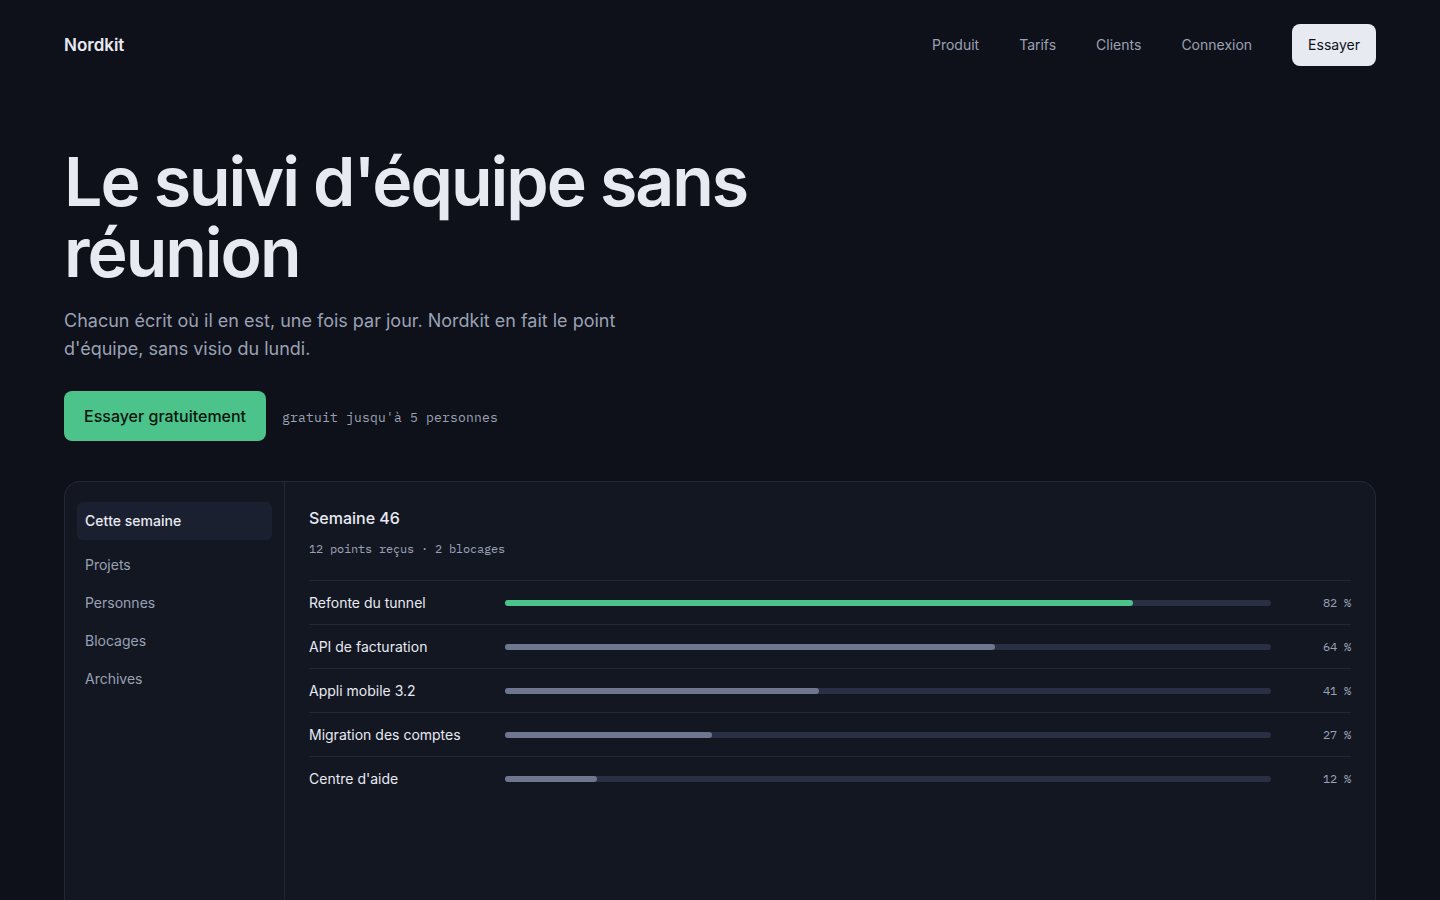 Nordkit
Produit
Tarifs
Clients
Connexion
Essayer
Le suivi d'équipe sans
réunion
Chacun écrit où il en est, une fois par jour. Nordkit en fait le point
d'équipe, sans visio du lundi.
Essayer gratuitement
gratuit jusqu'à 5 personnes
Cette semaine
Projets
Personnes
Blocages
Archives
Semaine 46
12 points reçus · 2 blocages
Refonte du tunnel 82 %
API de facturation 64 %
Appli mobile 3.2 41 %
Migration des comptes 27 %
Centre d'aide 12 %